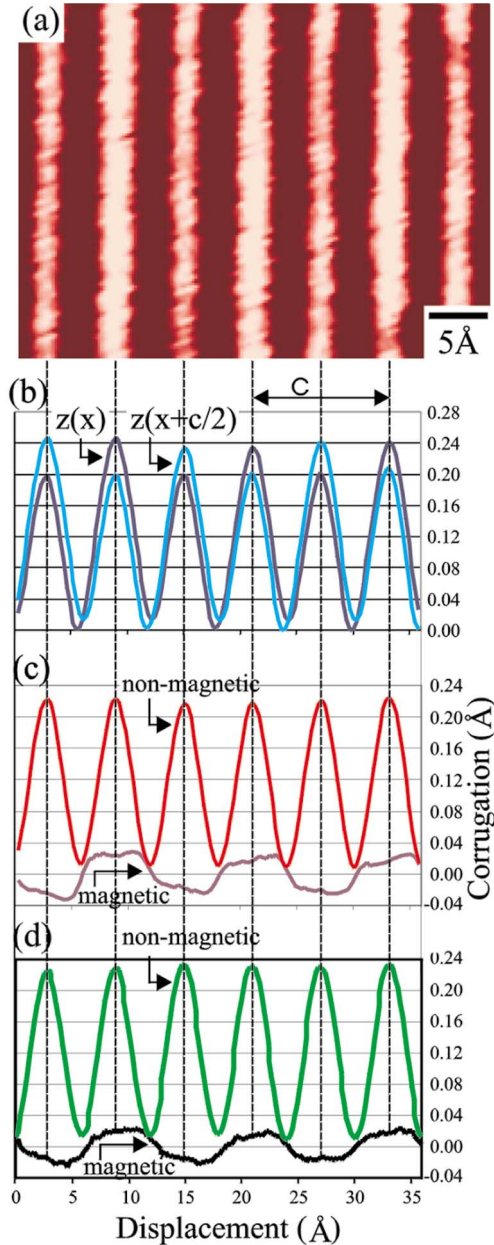 (a)
5Å
(b)
C
z(x) z(x+c/2)
0.28
0.24
0.20
0.16
0.12
0.08
0.04
0.00
(c)
non-magnetic
magnetic
0.24
0.20
0.16
0.12
0.08
0.04
0.00
-0.04
Corrugation (Å)
(d)
non-magnetic
magnetic
0.24
0.20
0.16
0.12
0.08
0.04
0.00
-0.04
0 5 10 15 20 25 30 35
Displacement (Å)